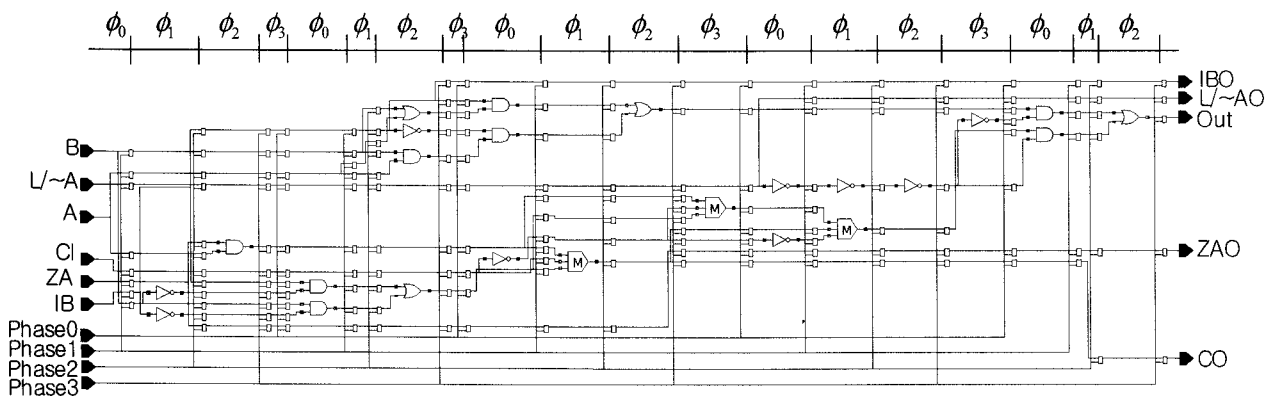 ϕ0 ϕ1 ϕ2 ϕ3 ϕ0 ϕ1 ϕ2 ϕ3 ϕ0 ϕ1 ϕ2 ϕ3 ϕ0 ϕ1 ϕ2 ϕ3 ϕ0 ϕ1 ϕ2
IBO
L/~AO
Out
B
L/~A
A
M
M
M
CI
ZA
IB
ZAO
Phase0
Phase1
Phase2
Phase3
CO